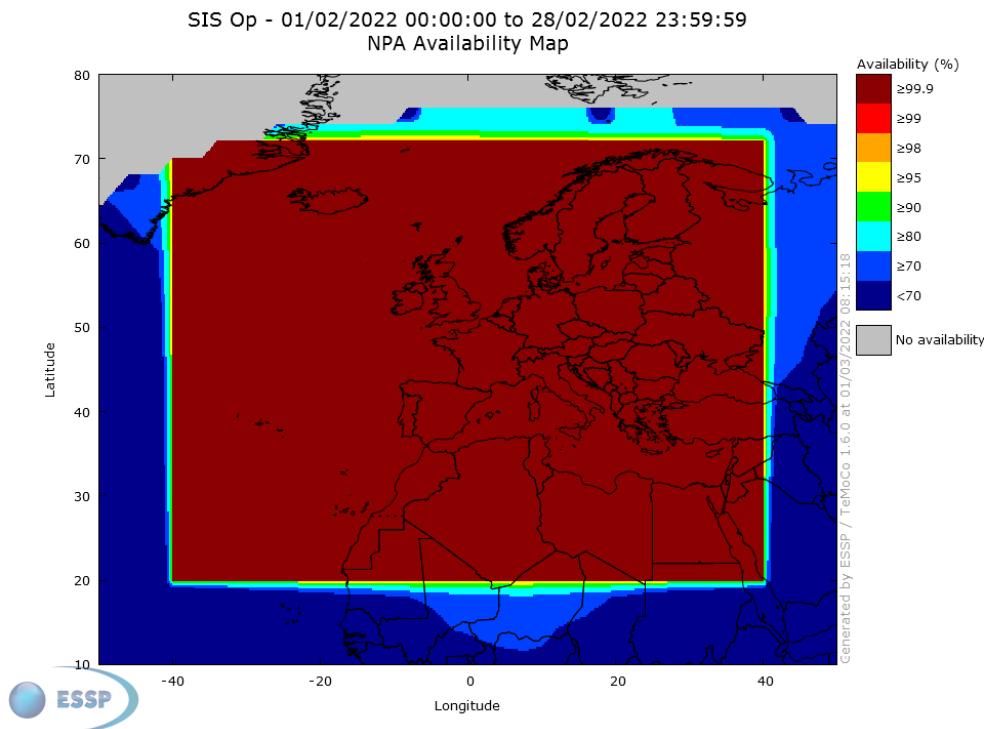 SIS Op - 01/02/2022 00:00:00 to 28/02/2022 23:59:59
NPA Availability Map
Availability (%)
≥99.9
≥99
≥98
≥95
≥90
≥80
≥70
<70
No availability
80
70
60
50
40
30
20
10
Latitude
-40
-20
0
20
40
Longitude
Generated by ESSP / TeMoCo 1.6.0 at 01/03/2022 08:15:18
ESSP